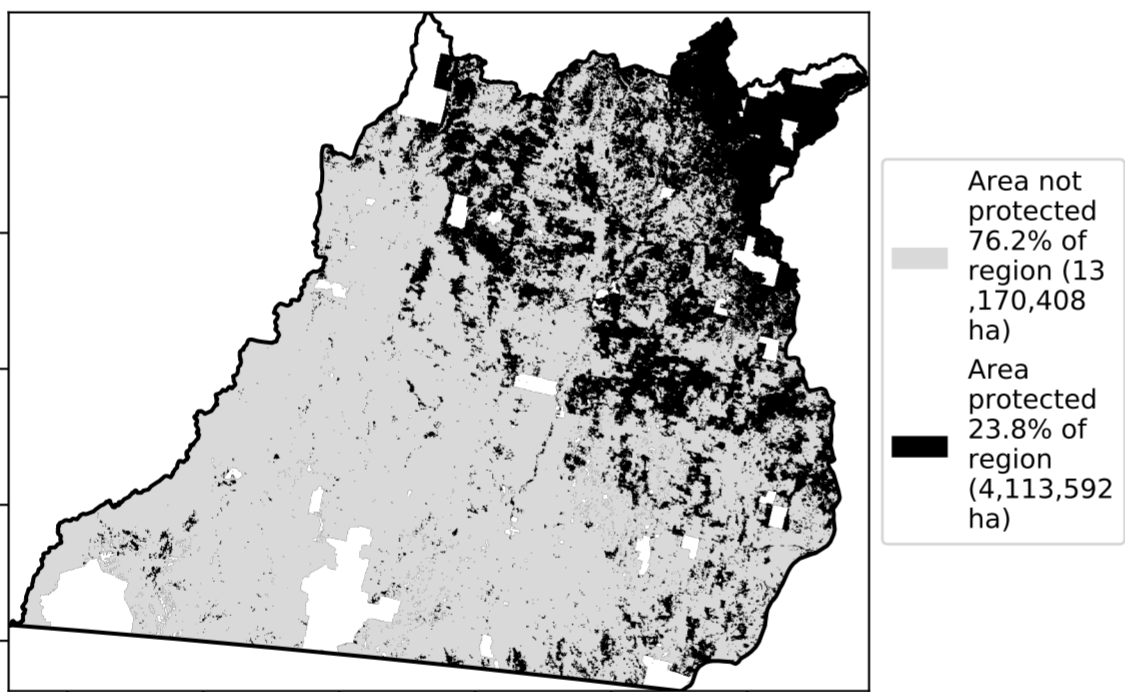 Area not
protected
76.2% of
region (13
,170,408
ha)
Area
protected
23.8% of
region
(4,113,592
ha)